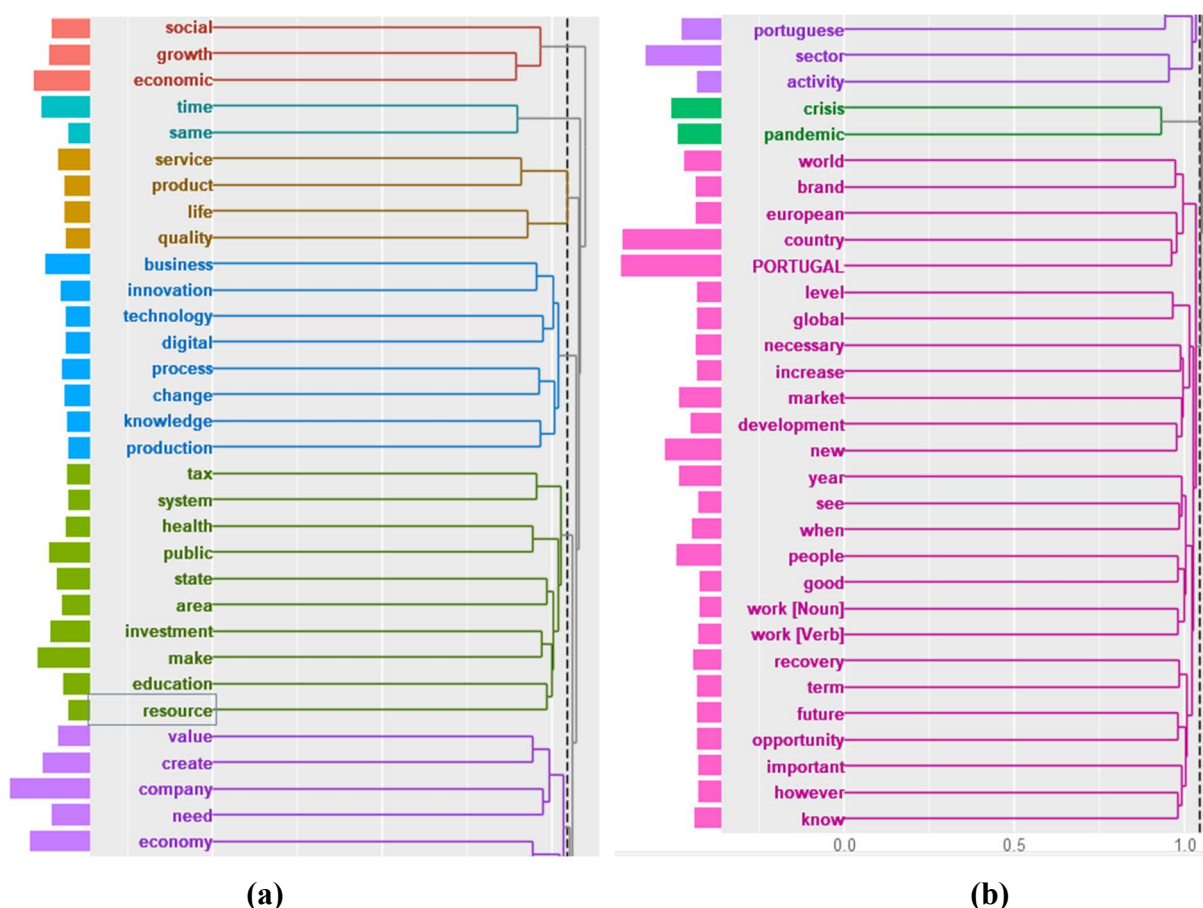 social
growth
economic
time
same
service
product
life
quality
business
innovation
technology
digital
process
change
knowledge
production
tax
system
health
public
state
area
investment
make
education
resource
value
create
company
need
economy
(a)
portuguese
sector
activity
crisis
pandemic
world
brand
european
country
PORTUGAL
level
global
necessary
increase
market
development
new
year
see
when
people
good
work [Noun]
work [Verb]
recovery
term
future
opportunity
important
however
know
0.0 0.5 1.0
(b)